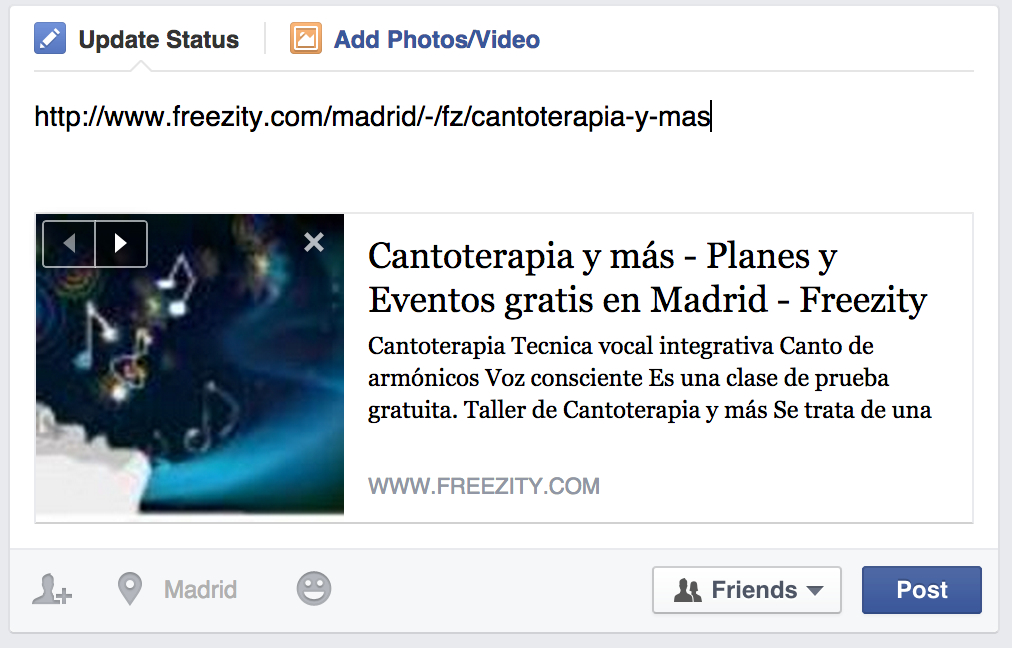 Update Status
Add Photos/Video
http://www.freezity.com/madrid/-/fz/cantoterapia-y-mas
Cantoterapia y más - Planes y
Eventos gratis en Madrid - Freezity
Cantoterapia Tecnica vocal integrativa Canto de
armónicos Voz consciente Es una clase de prueba
gratuita. Taller de Cantoterapia y más Se trata de una
WWW.FREEZITY.COM
Madrid
Friends
Post